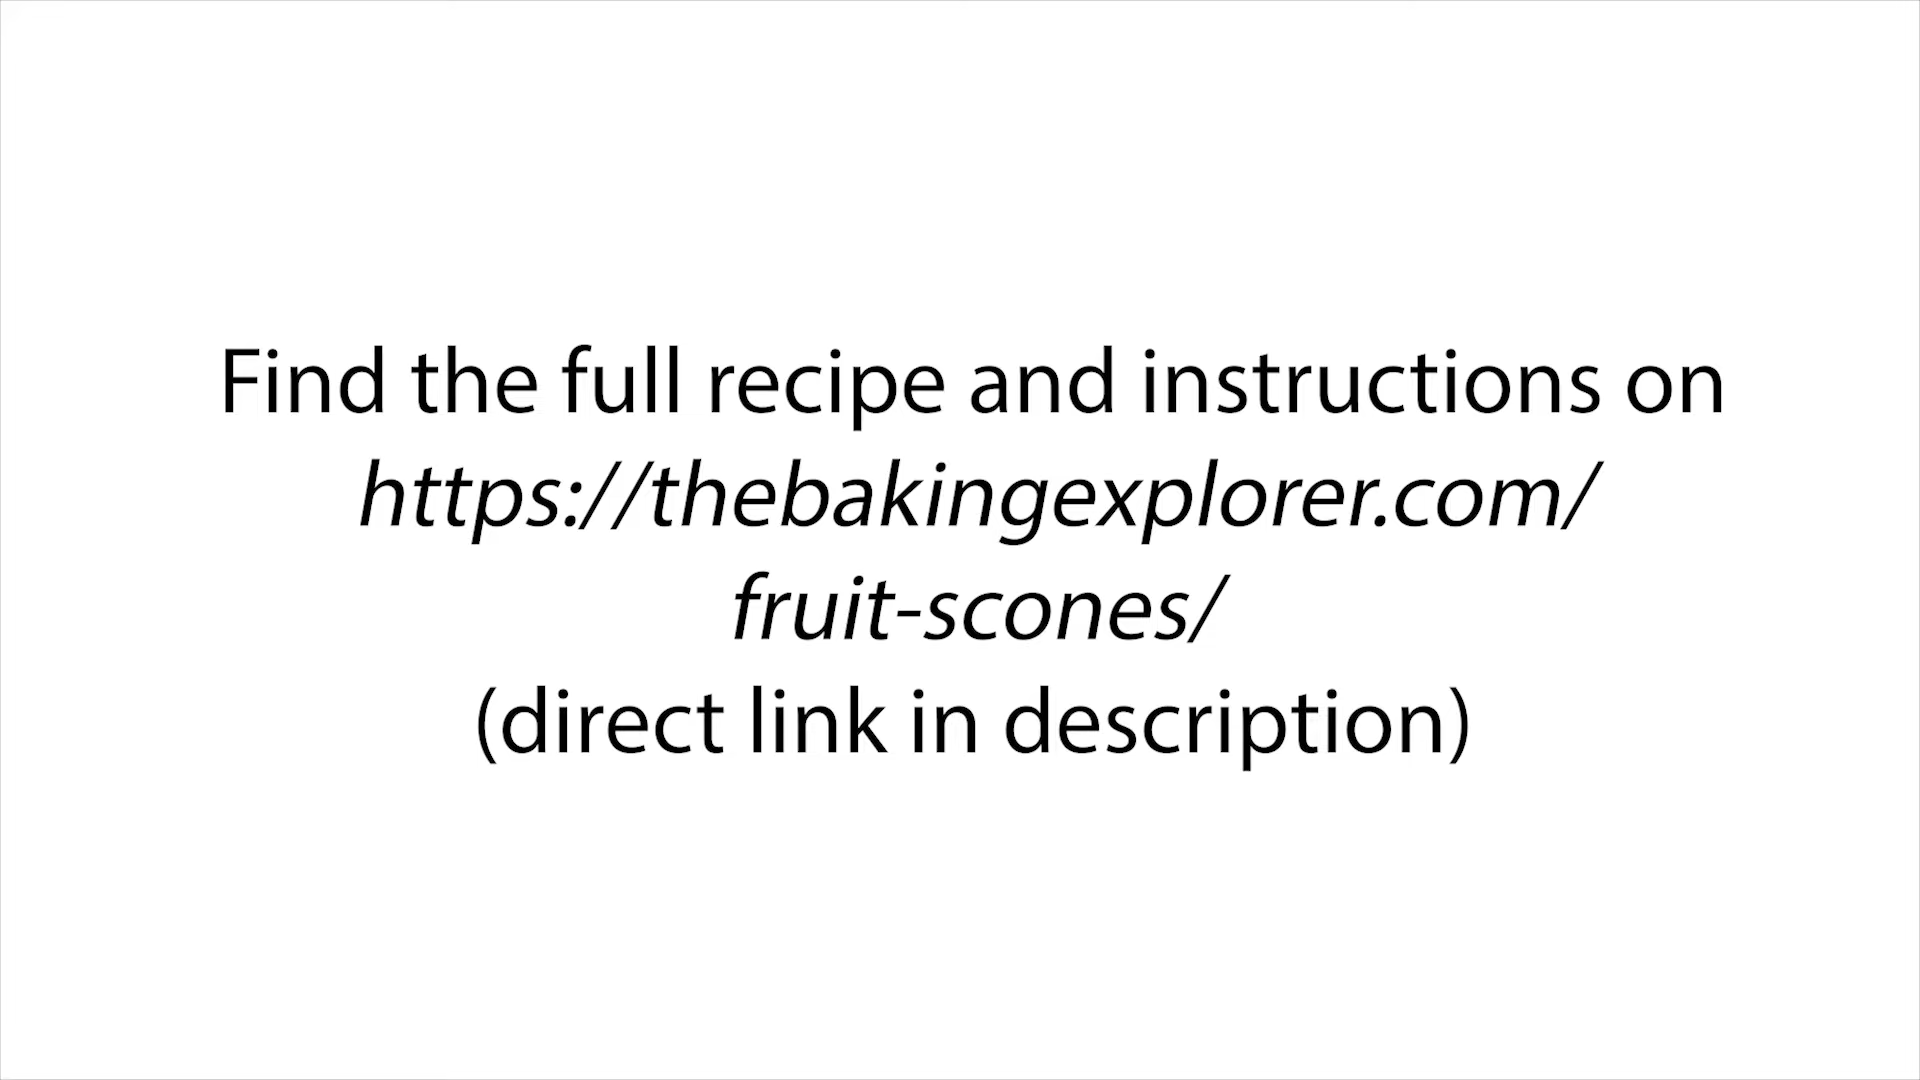 Find the full recipe and instructions on
https://thebakingexplorer.com/
fruit-scones/
(direct link in description)